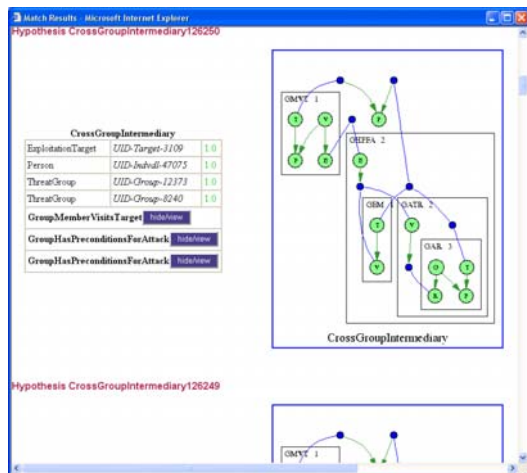 Match Results - Microsoft Internet Explorer
Hypothesis CrossGroupIntermediary126250
CrossGroupIntermediary
ExploitationTarget UID-Target-3109 1.0
Person UID-Indvdl-47075 1.0
ThreatGroup UID-Group-12373 1.0
ThreatGroup UID-Group-8240 1.0
GroupMemberVisitsTarget hide/view
GroupHasPreconditionsForAttack hide/view
GroupHasPreconditionsForAttack hide/view
GMVT 1
T V P
P E
GHPFA 2
E
GBM
GATR 2
T V
V
GAR 3
O T
R P
CrossGroupIntermediary
Hypothesis CrossGroupIntermediary126249
GMVT 1